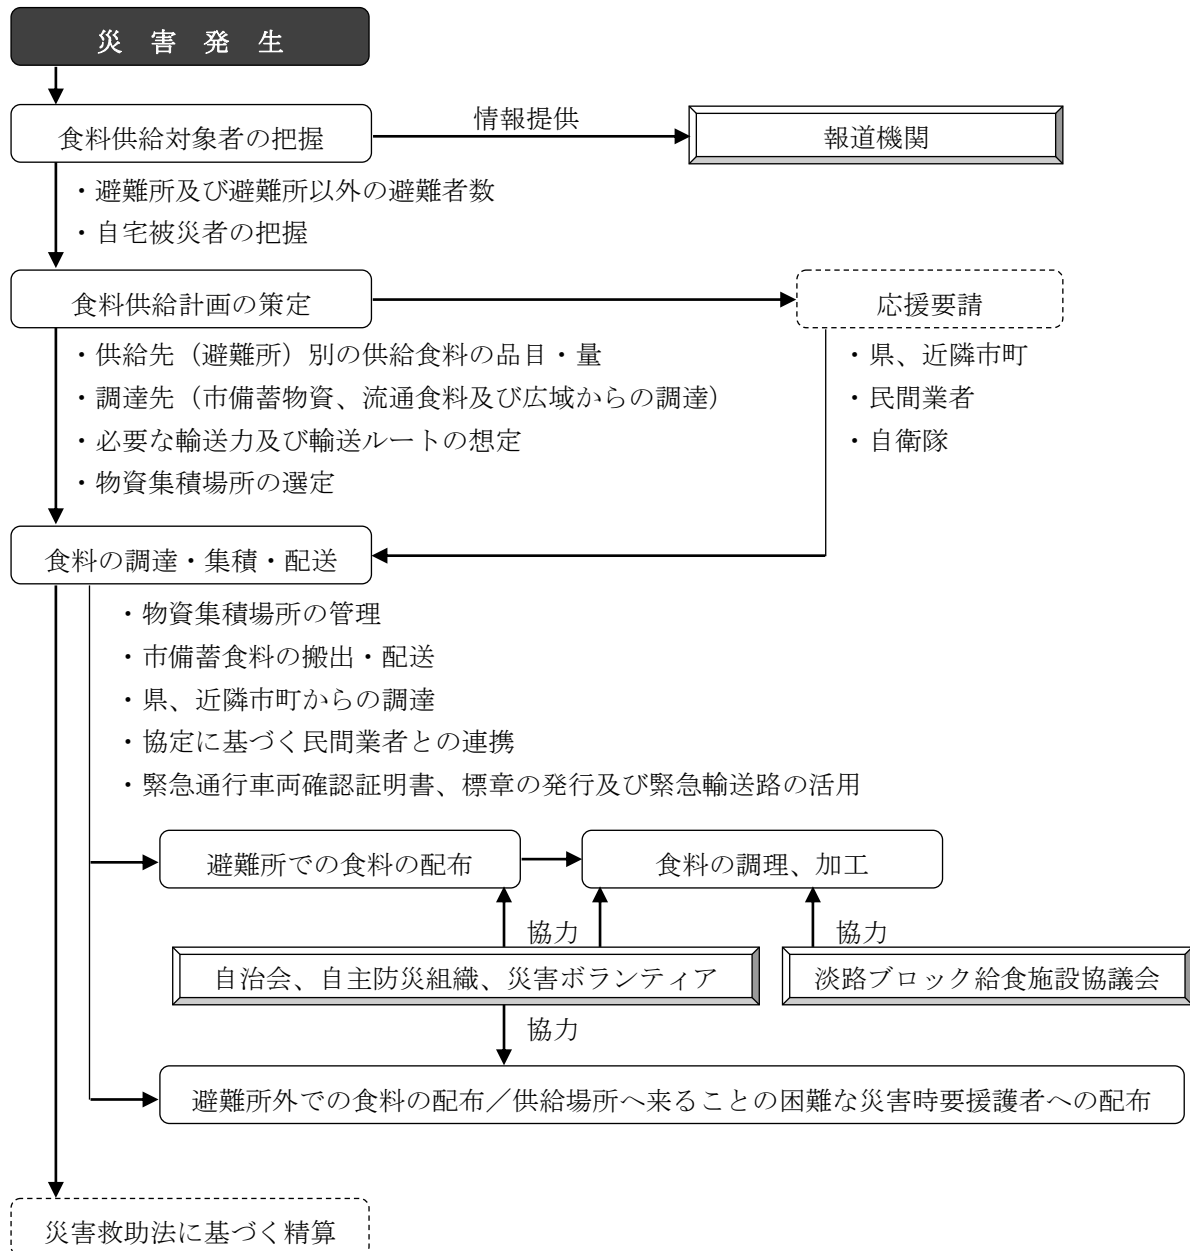 災 害 発 生
食料供給対象者の把握
情報提供
報道機関
・避難所及び避難所以外の避難者数
・自宅被災者の把握
食料供給計画の策定
応援要請
・供給先（避難所）別の供給食料の品目・量
・調達先（市備蓄物資、流通食料及び広域からの調達）
・必要な輸送力及び輸送ルートの想定
・物資集積場所の選定
・県、近隣市町
・民間業者
・自衛隊
食料の調達・集積・配送
・物資集積場所の管理
・市備蓄食料の搬出・配送
・県、近隣市町からの調達
・協定に基づく民間業者との連携
・緊急通行車両確認証明書、標章の発行及び緊急輸送路の活用
避難所での食料の配布
食料の調理、加工
協力
協力
自治会、自主防災組織、災害ボランティア
淡路ブロック給食施設協議会
協力
避難所外での食料の配布／供給場所へ来ることの困難な災害時要援護者への配布
災害救助法に基づく精算